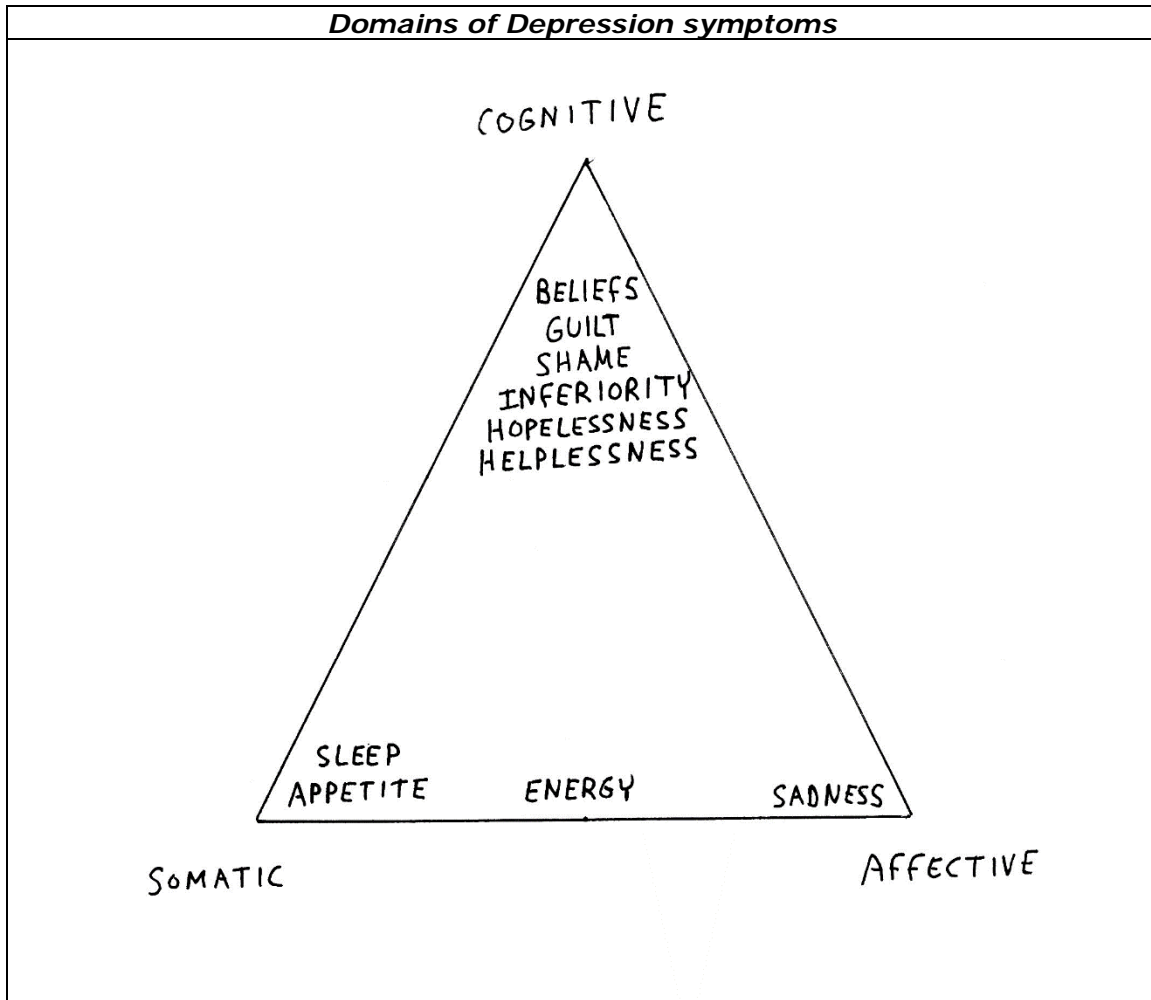 Domains of Depression symptoms
COGNITIVE
BELIEFS
GUILT
SHAME
INFERIORITY
HOPELESSNESS
HELPLESSNESS
SLEEP
APPETITE ENERGY SADNESS
SOMATIC AFFECTIVE